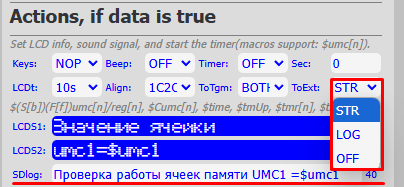 Actions, if data is true
Set LCD info, sound signal, and start the timer(macros support: $umc[n]).
Keys: NOP Beep: OFF Timer: OFF Sec: 0
LCDt: 10s Align: 1C2C ToTgm: BOTH ToExt: STR
STR
LOG
OFF
$(S[b])(F[f])umc[n]/reg[n], $Cumc[n], $time, $tmUp, $tmr[n], $t
LCDS1: Значение ячейки
LCDS2: umc1=$umc1
SDlog: Проверка работы ячеек памяти UMC1 =$umc1 40